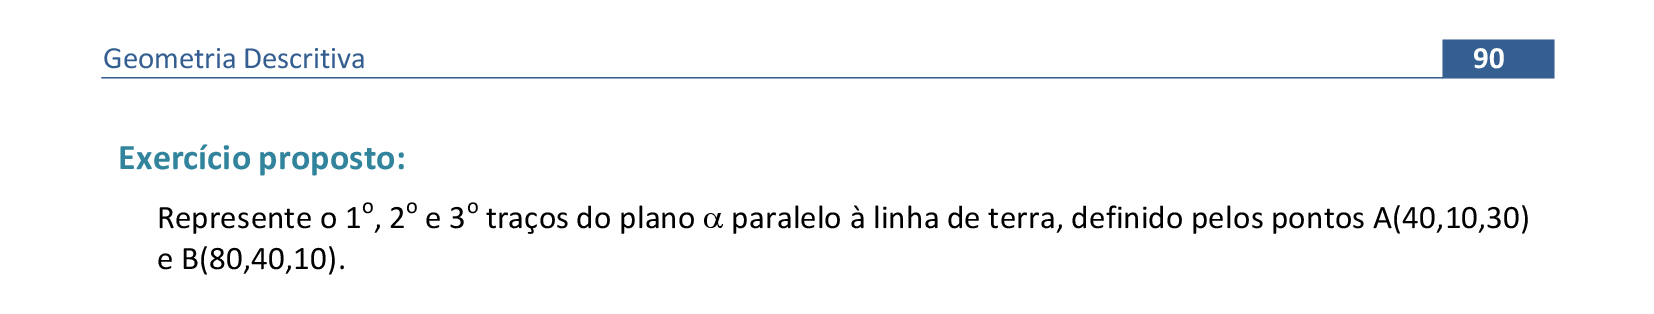 Geometria Descritiva
90
Exercício proposto:
Represente o 1º, 2º e 3º traços do plano α paralelo à linha de terra, definido pelos pontos A(40,10,30)
e B(80,40,10).